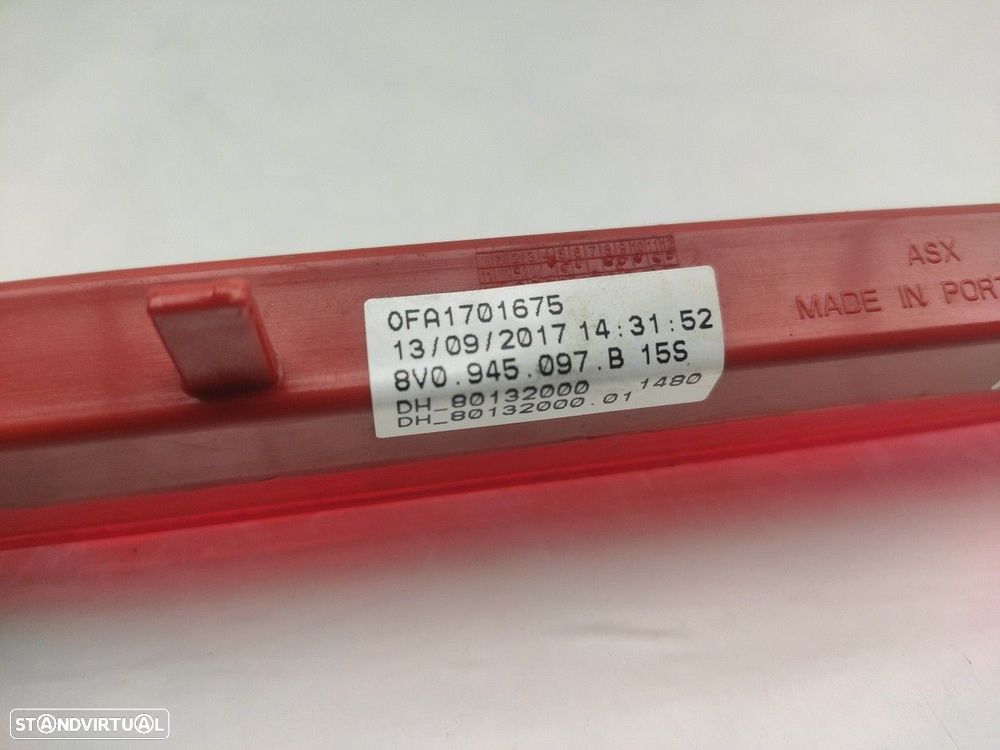 ASX
MADE IN PORT
0FA1701675
13/09/2017 14:31:52
8V0.945.097.B 15S
DH_80132000 1480
DH_80132000.01
STANDVIRTUAL